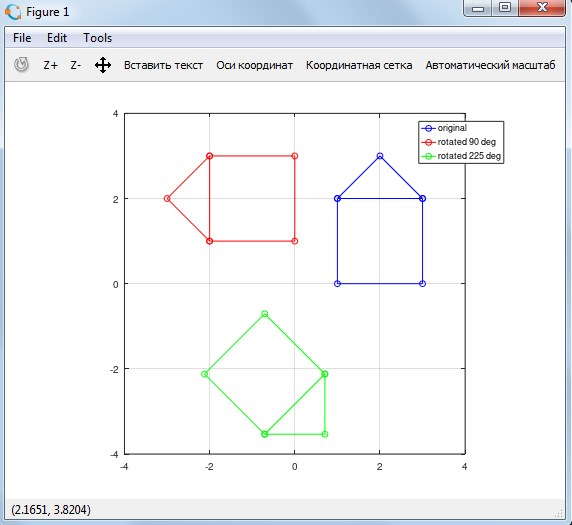 Figure 1
File Edit Tools
Z+ Z- Вставить текст Оси координат Координатная сетка Автоматический масштаб
original
rotated 90 deg
rotated 225 deg
4
2
0
-2
-4
-4 -2 0 2 4
(2.1651, 3.8204)